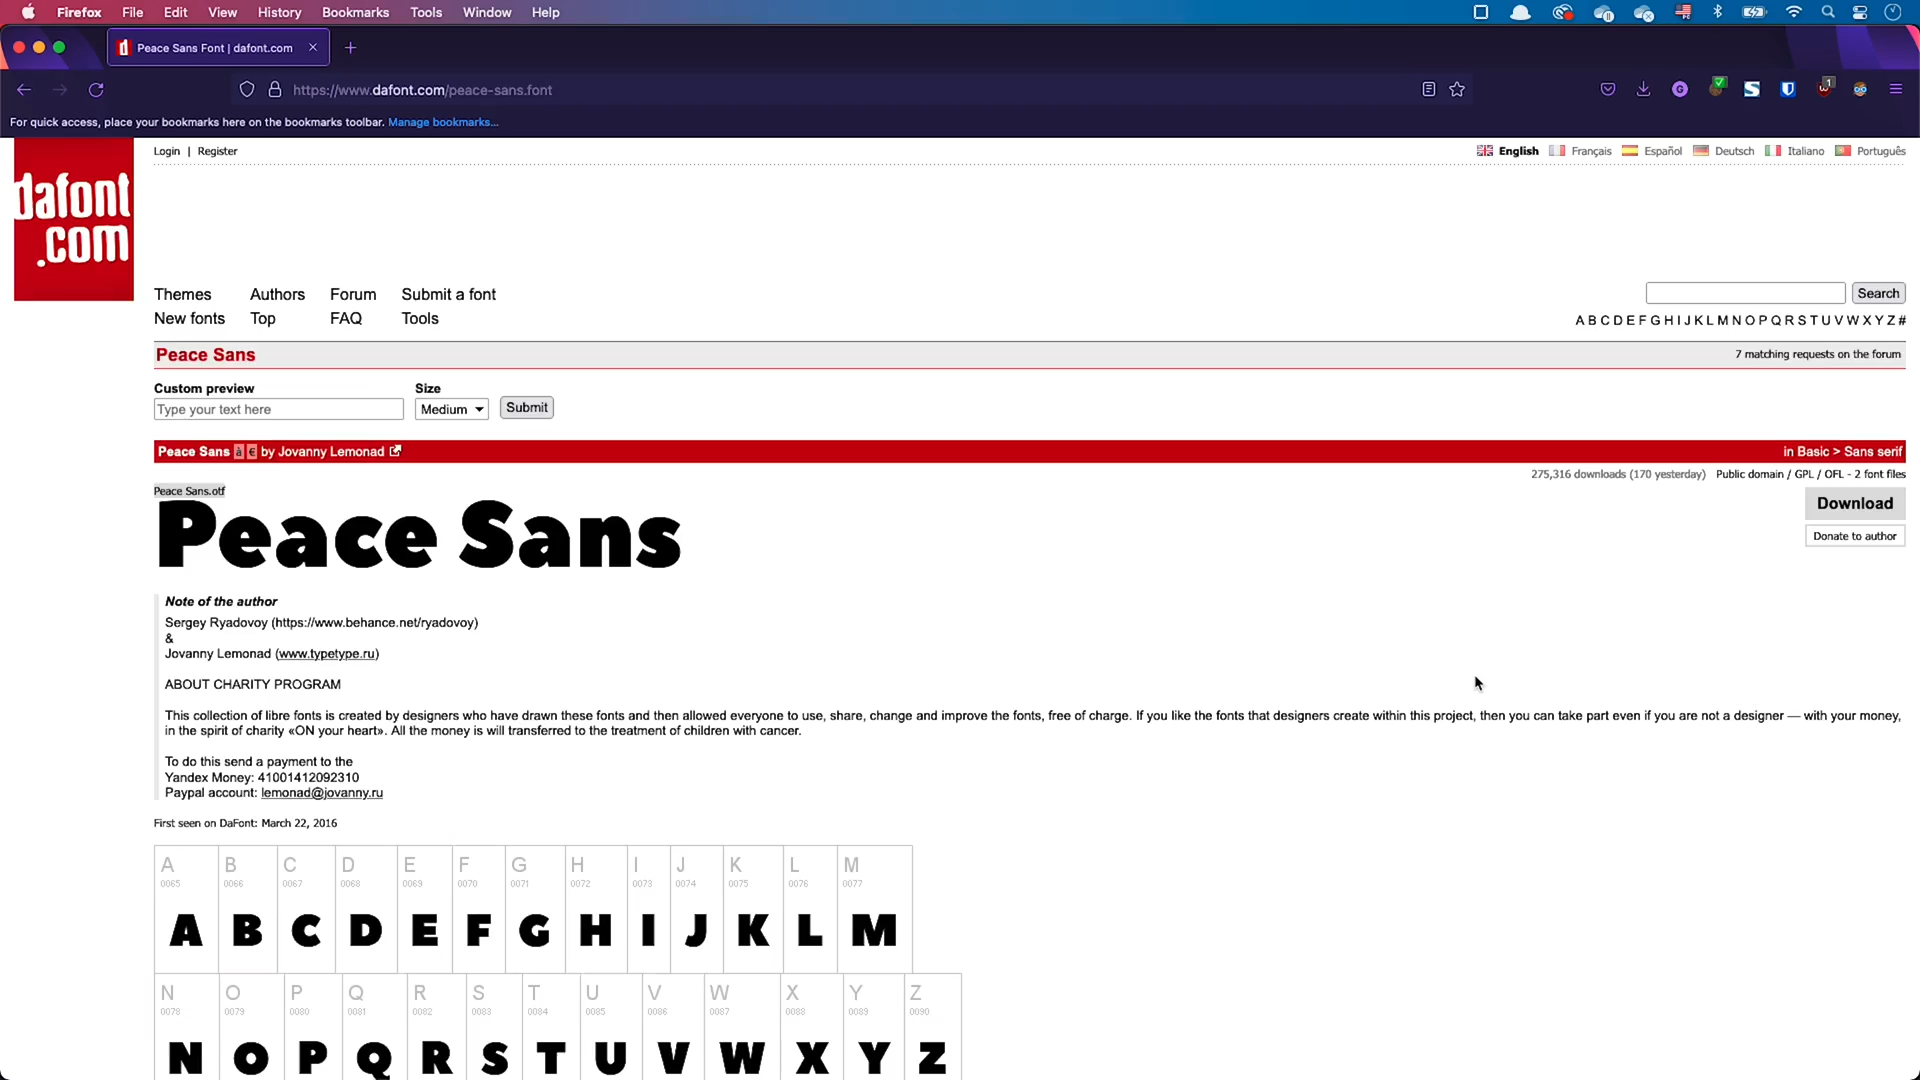 Firefox File Edit View History Bookmarks Tools Window Help
Peace Sans Font | dafont.com
https://www.dafont.com/peace-sans.font
1
For quick access, place your bookmarks here on the bookmarks toolbar. Manage bookmarks...
dafont
.com
Login | Register
English Français Español Deutsch Italiano Português
Themes Authors Forum Submit a font
Search
New fonts Top FAQ Tools
A B C D E F G H I J K L M N O P Q R S T U V W X Y Z #
Peace Sans
7 matching requests on the forum
Custom preview Size
Type your text here Medium Submit
Peace Sans à € by Jovanny Lemonad
in Basic > Sans serif
275,316 downloads (170 yesterday) Public domain / GPL / OFL - 2 font files
Peace Sans.otf
Download
Peace Sans
Donate to author
Note of the author
Sergey Ryadovoy (https://www.behance.net/ryadovoy)
&
Jovanny Lemonad (www.typetype.ru)
ABOUT CHARITY PROGRAM
This collection of libre fonts is created by designers who have drawn these fonts and then allowed everyone to use, share, change and improve the fonts, free of charge. If you like the fonts that designers create within this project, then you can take part even if you are not a designer — with your money,
in the spirit of charity «ON your heart». All the money is will transferred to the treatment of children with cancer.
To do this send a payment to the
Yandex Money: 41001412092310
Paypal account: lemonad@jovanny.ru
First seen on DaFont: March 22, 2016
A B C D E F G H I J K L M
0065 0066 0067 0068 0069 0070 0071 0072 0073 0074 0075 0076 0077
A B C D E F G H I J K L M
N O P Q R S T U V W X Y Z
0078 0079 0080 0081 0082 0083 0084 0085 0086 0087 0088 0089 0090
N O P Q R S T U V W X Y Z